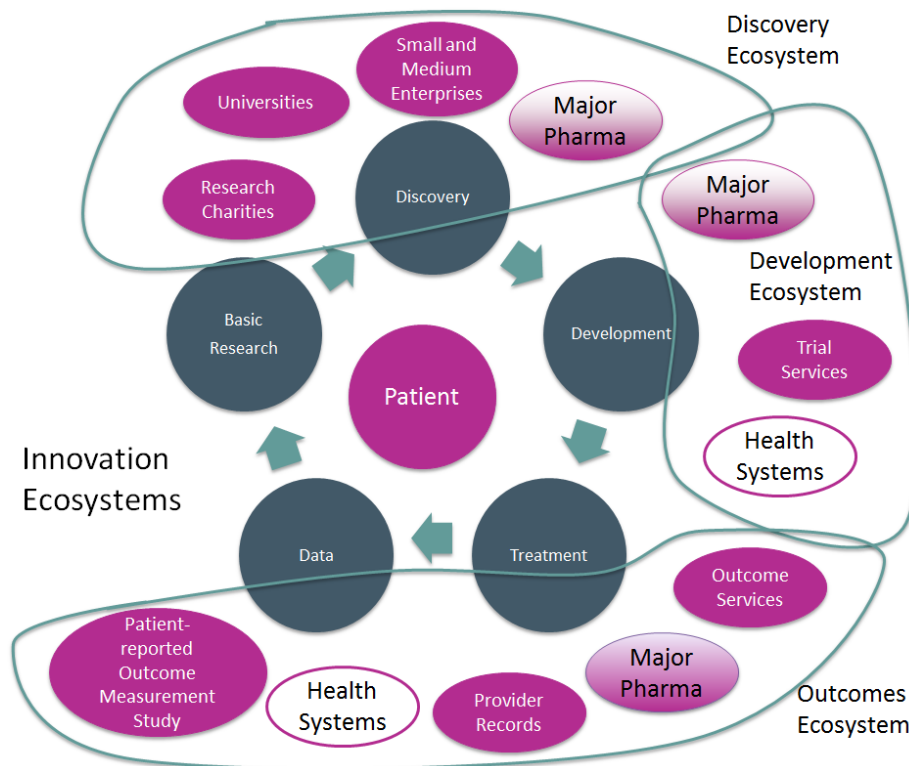 Discovery
Ecosystem
Small and
Medium
Enterprises
Universities
Major
Pharma
Research
Charities
Discovery
Major
Pharma
Development
Ecosystem
Basic
Research
Development
Trial
Services
Patient
Health
Systems
Innovation
Ecosystems
Data
Treatment
Outcome
Services
Patient-
reported
Outcome
Measurement
Study
Major
Pharma
Health
Systems
Provider
Records
Outcomes
Ecosystem